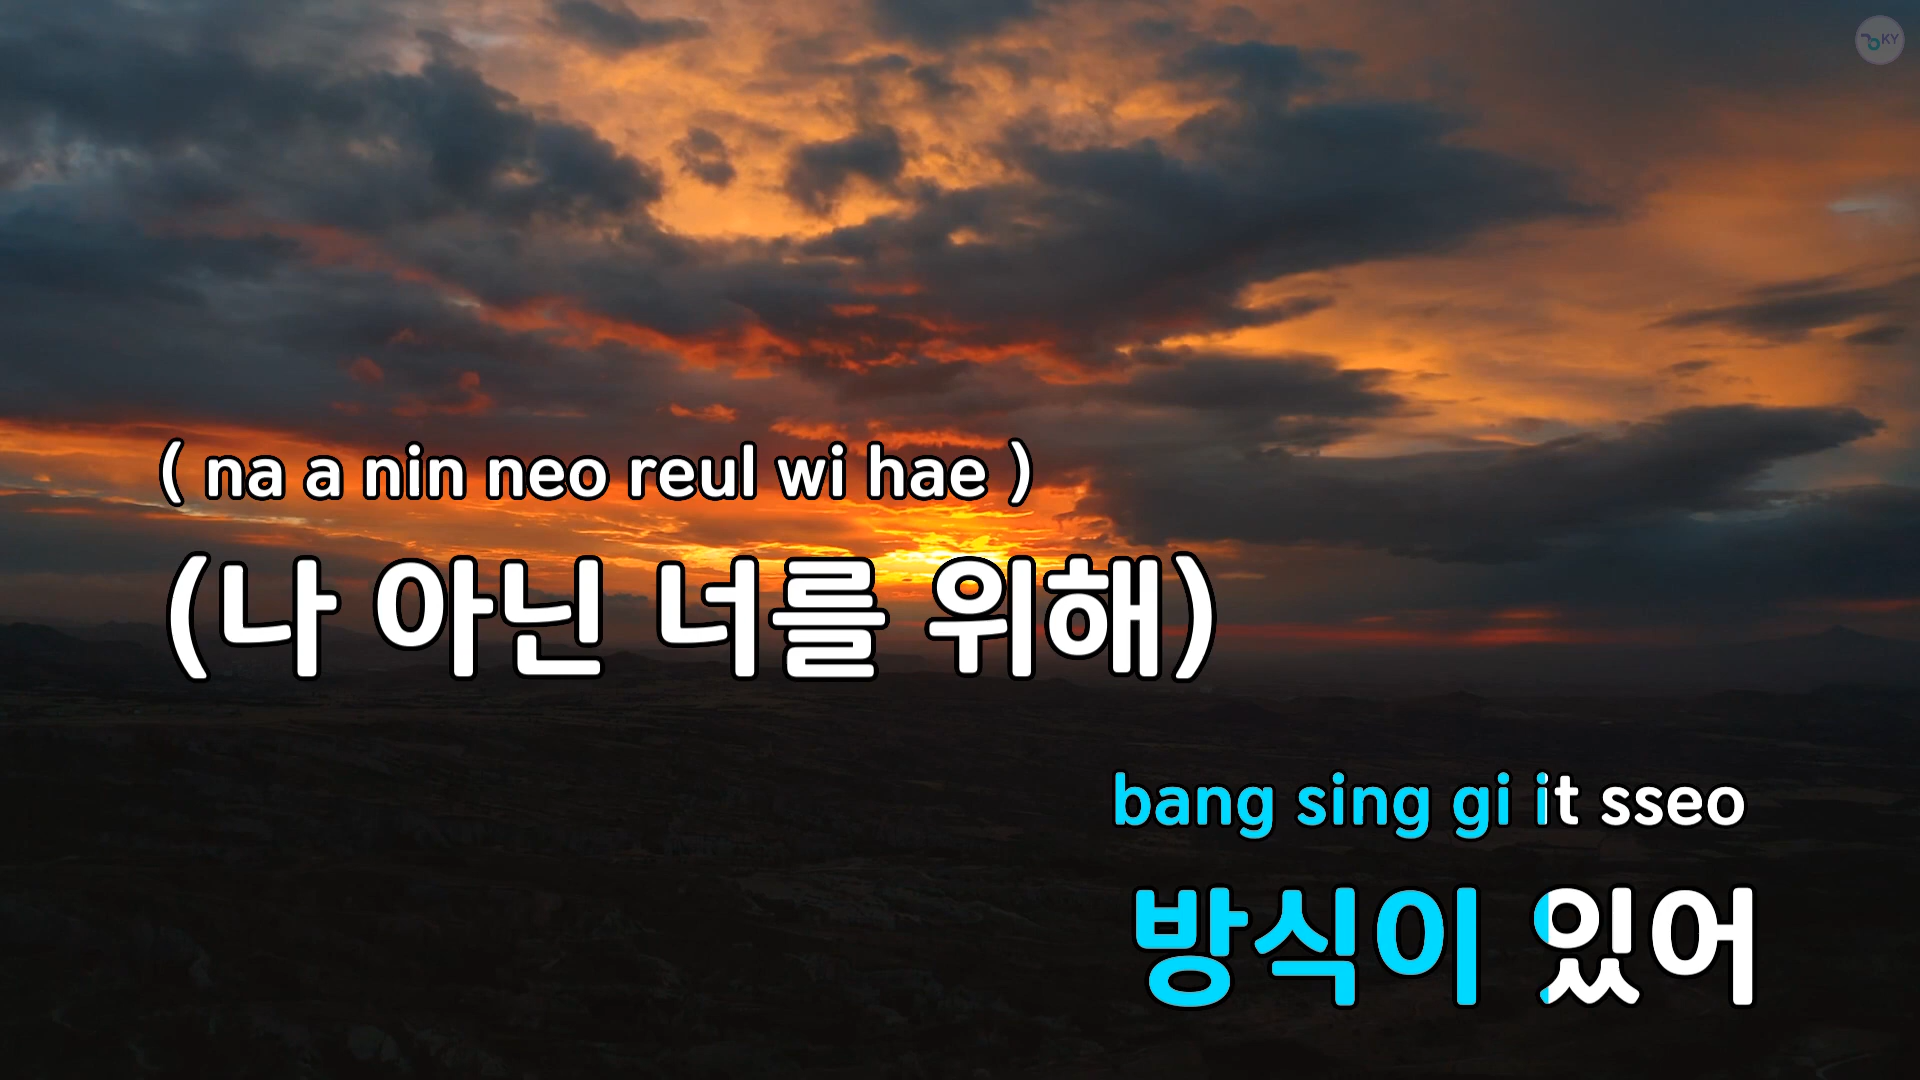 KY
( na a nin neo reul wi hae )
(나 아닌 너를 위해)
bang sing gi it sseo
방식이 있어